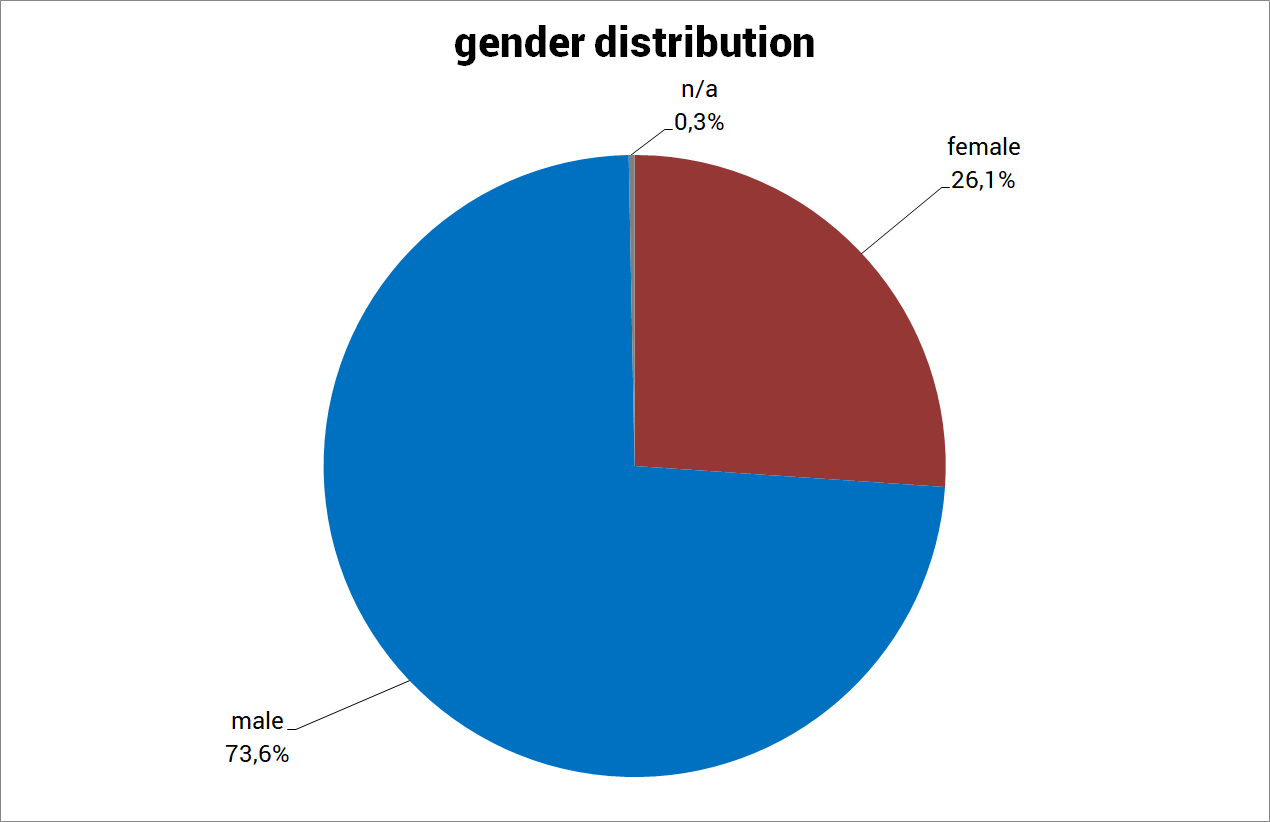 gender distribution
n/a
0,3%
female
26,1%
male
73,6%